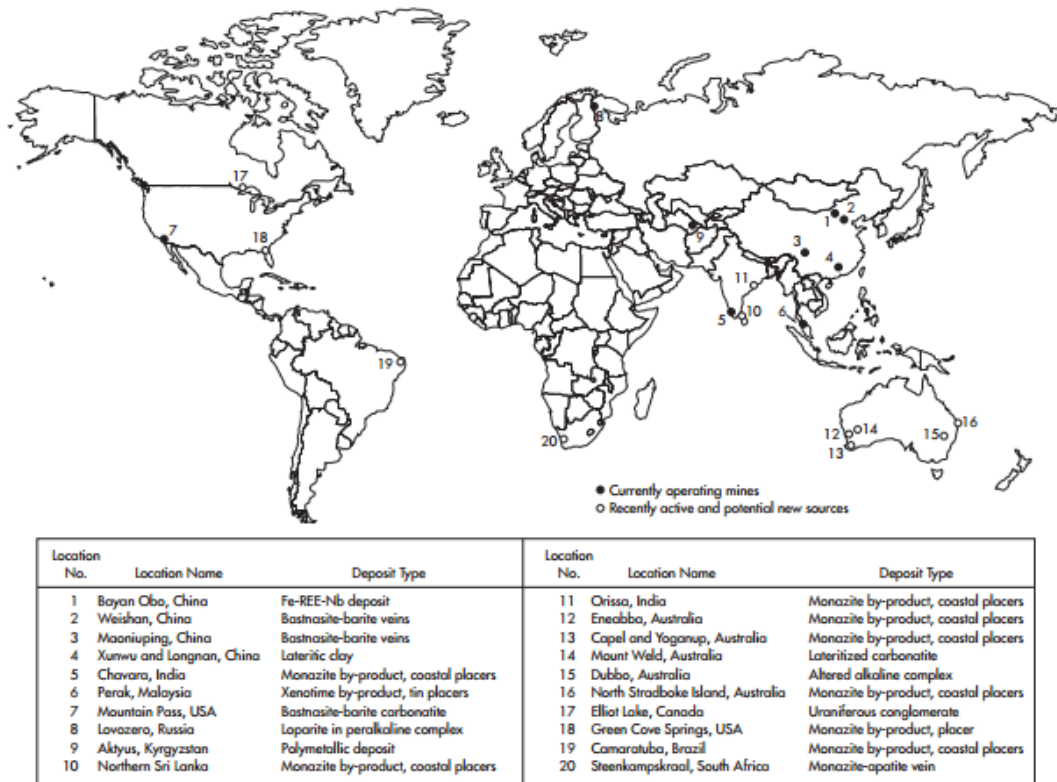 17
7
18
19
8
9
1
2
3
4
11
5
10
6
20
12
14
13
15
16
Currently operating mines
Recently active and potential new sources
Location
No. Location Name Deposit Type
1 Bayan Obo, China Fe-REE-Nb deposit
2 Weishan, China Bastnasite-barite veins
3 Maoniuping, China Bastnasite-barite veins
4 Xunwu and Longnan, China Lateritic clay
5 Chavara, India Monazite by-product, coastal placers
6 Perak, Malaysia Xenotime by-product, tin placers
7 Mountain Pass, USA Bastnasite-barite carbonatite
8 Lovozero, Russia Loparite in peralkaline complex
9 Aktyus, Kyrgyzstan Polymetallic deposit
10 Northern Sri Lanka Monazite by-product, coastal placers
Location
No. Location Name Deposit Type
11 Orissa, India Monazite by-product, coastal placers
12 Eneabba, Australia Monazite by-product, coastal placers
13 Capel and Yoganup, Australia Monazite by-product, coastal placers
14 Mount Weld, Australia Lateritized carbonatite
15 Dubbo, Australia Altered alkaline complex
16 North Stradboke Island, Australia Monazite by-product, coastal placers
17 Elliot Lake, Canada Uraniferous conglomerate
18 Green Cove Springs, USA Monazite by-product, placer
19 Camaratuba, Brazil Monazite by-product, coastal placers
20 Steenkampskraal, South Africa Monazite-apatite vein